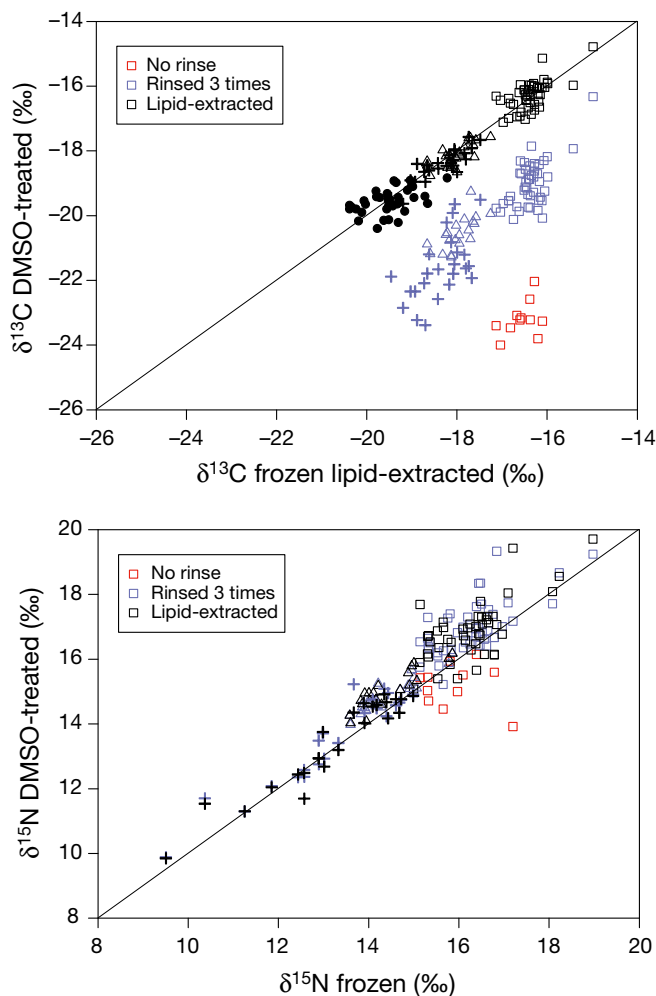 −14
−16
−18
−20
−22
−24
−26
δ13C DMSO-treated (‰)
No rinse
Rinsed 3 times
Lipid-extracted
−26 −24 −22 −20 −18 −16 −14
δ13C frozen lipid-extracted (‰)
20
18
16
14
12
10
8
δ15N DMSO-treated (‰)
No rinse
Rinsed 3 times
Lipid-extracted
8 10 12 14 16 18 20
δ15N frozen (‰)